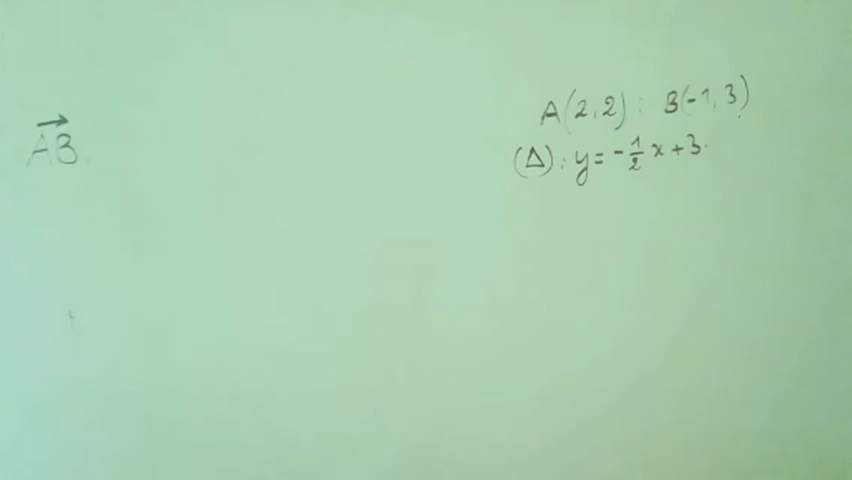 A(2,2) : B(-1,3)
(Δ) : y = -1/2 x + 3.
AB⃗.